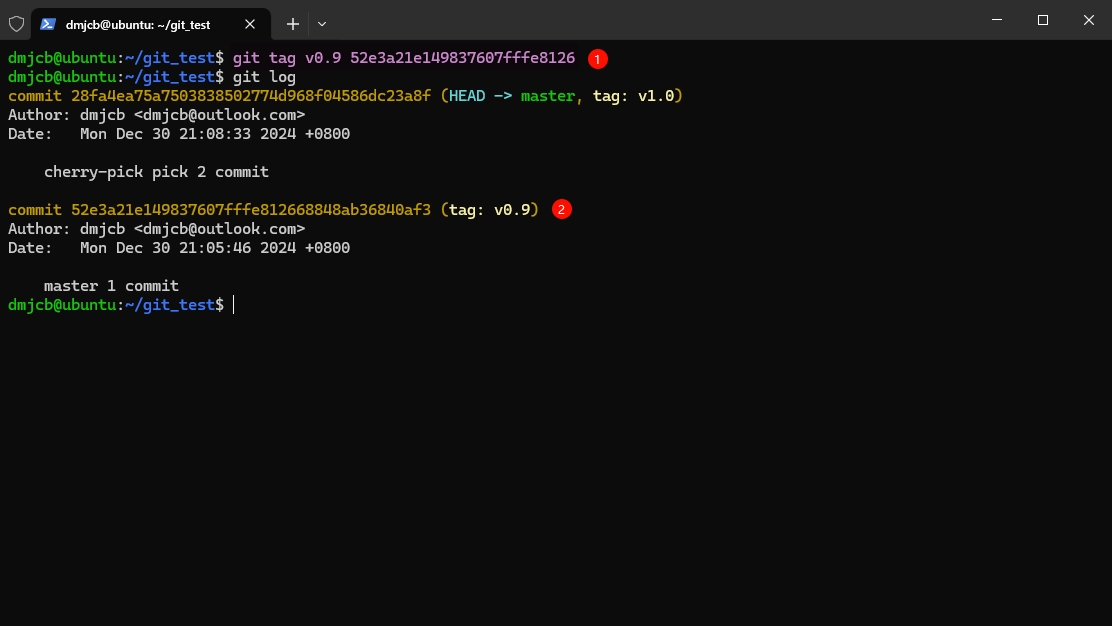 dmjcb@ubuntu: ~/git_test
dmjcb@ubuntu:~/git_test$ git tag v0.9 52e3a21e149837607fffe8126 1
dmjcb@ubuntu:~/git_test$ git log
commit 28fa4ea75a7503838502774d968f04586dc23a8f (HEAD -> master, tag: v1.0)
Author: dmjcb <dmjcb@outlook.com>
Date:   Mon Dec 30 21:08:33 2024 +0800
    cherry-pick pick 2 commit
commit 52e3a21e149837607fffe812668848ab36840af3 (tag: v0.9) 2
Author: dmjcb <dmjcb@outlook.com>
Date:   Mon Dec 30 21:05:46 2024 +0800
    master 1 commit
dmjcb@ubuntu:~/git_test$